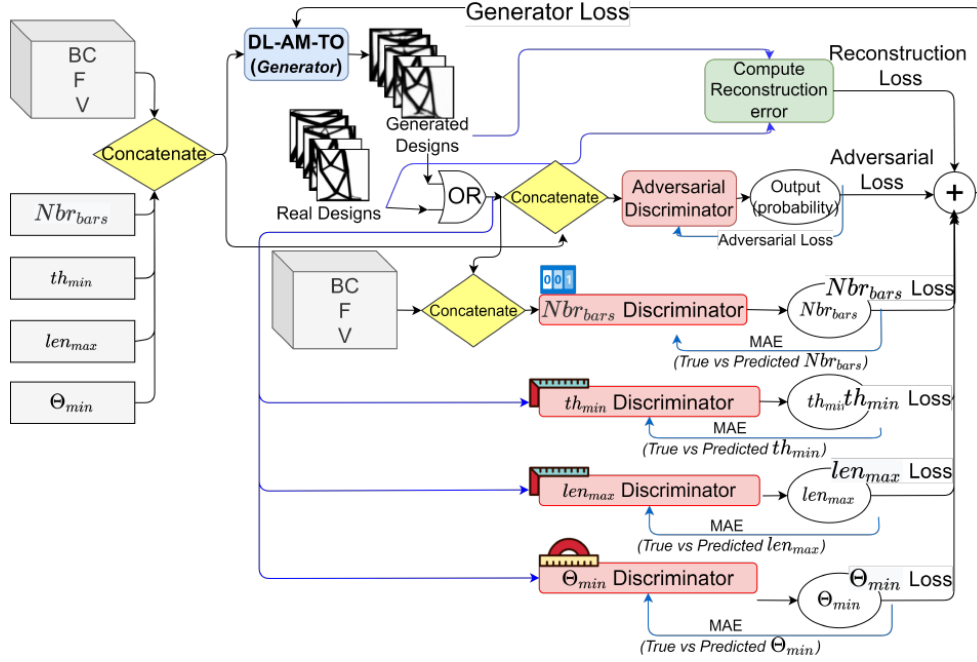 Generator Loss
BC
F
V
DL-AM-TO
(Generator)
Generated
Designs
Compute
Reconstruction
error
Reconstruction
Loss
Concatenate
Real Designs
OR
Concatenate
Adversarial
Discriminator
Output
(probability)
Adversarial
Loss
+
Adversarial Loss
Nbr_bars
th_min
len_max
Θ_min
BC
F
V
Concatenate
001
Nbr_bars Discriminator
Nbr_bars
Nbr_bars Loss
MAE
(True vs Predicted Nbr_bars)
th_min Discriminator
th_min
th_min Loss
MAE
(True vs Predicted th_min)
len_max Discriminator
len_max
len_max Loss
MAE
(True vs Predicted len_max)
Θ_min Discriminator
Θ_min
Θ_min Loss
MAE
(True vs Predicted Θ_min)